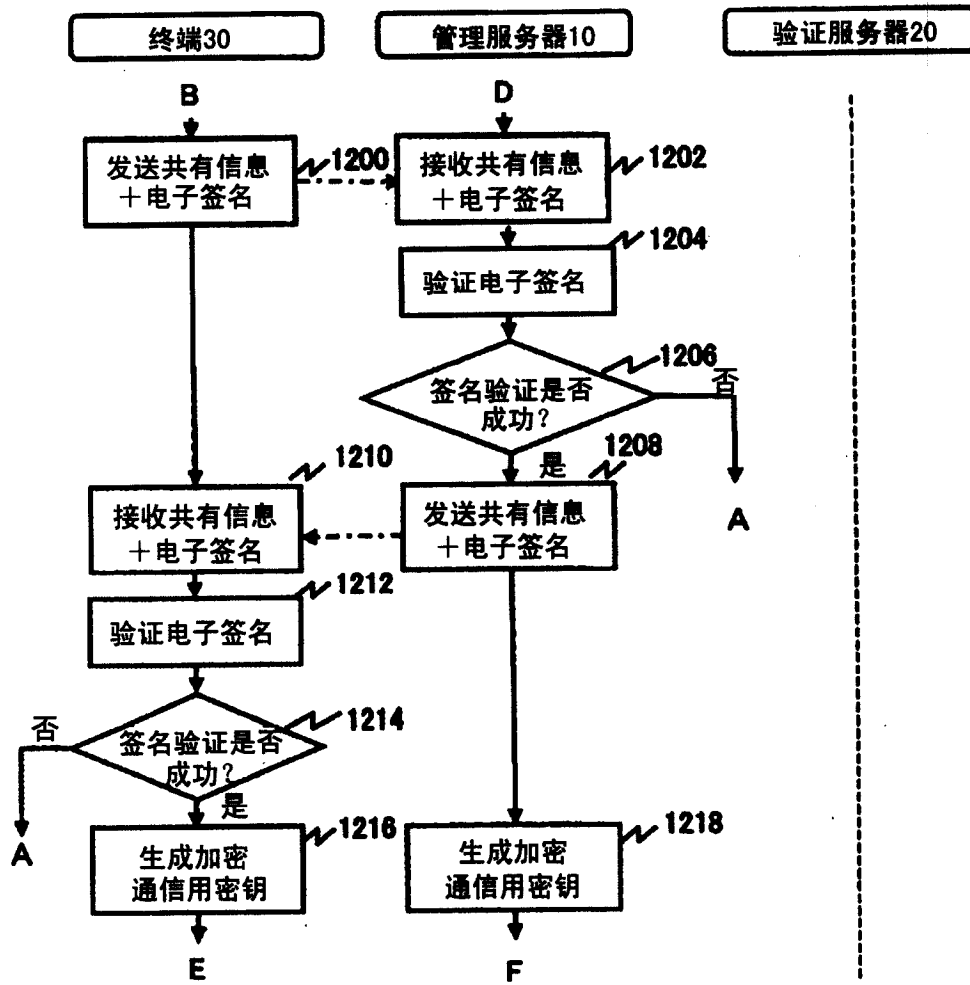 终端30
管理服务器10
验证服务器20
B
D
发送共有信息
＋电子签名
1200
接收共有信息
＋电子签名
1202
1204
验证电子签名
1206
签名验证是否
成功?
否
A
是
1208
发送共有信息
＋电子签名
1210
接收共有信息
＋电子签名
1212
验证电子签名
1214
签名验证是否
成功?
否
A
是
1216
生成加密
通信用密钥
1218
生成加密
通信用密钥
E
F